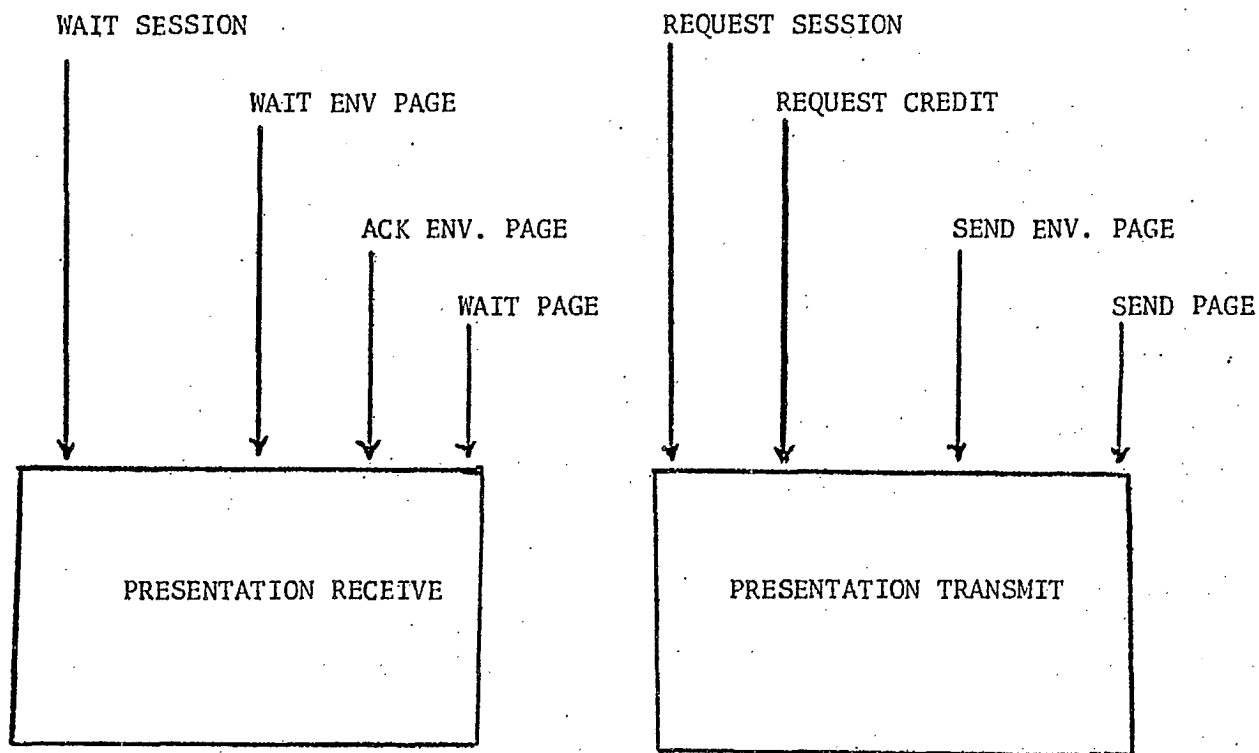 WAIT SESSION
WAIT ENV PAGE
ACK ENV. PAGE
WAIT PAGE
PRESENTATION RECEIVE
REQUEST SESSION
REQUEST CREDIT
SEND ENV. PAGE
SEND PAGE
PRESENTATION TRANSMIT